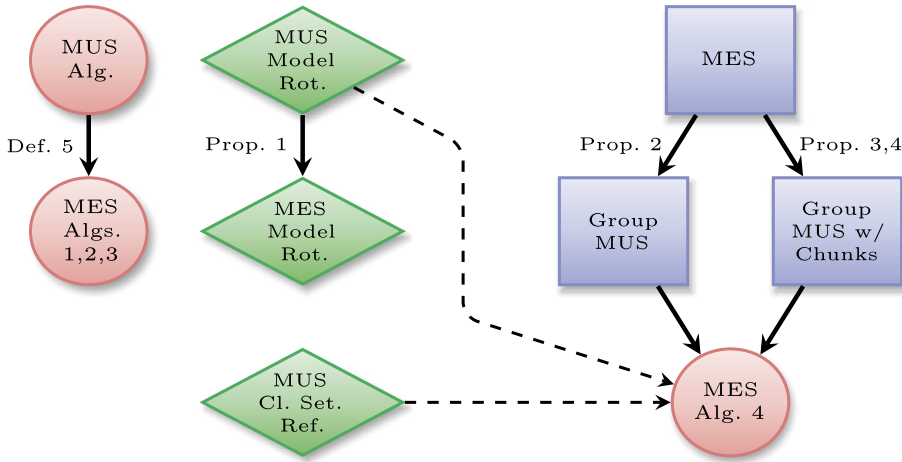 MUS
Alg.
MUS
Model
Rot.
MES
Def. 5
Prop. 1
Prop. 2
Prop. 3,4
MES
Algs.
1,2,3
MES
Model
Rot.
Group
MUS
Group
MUS w/
Chunks
MUS
Cl. Set.
Ref.
MES
Alg. 4